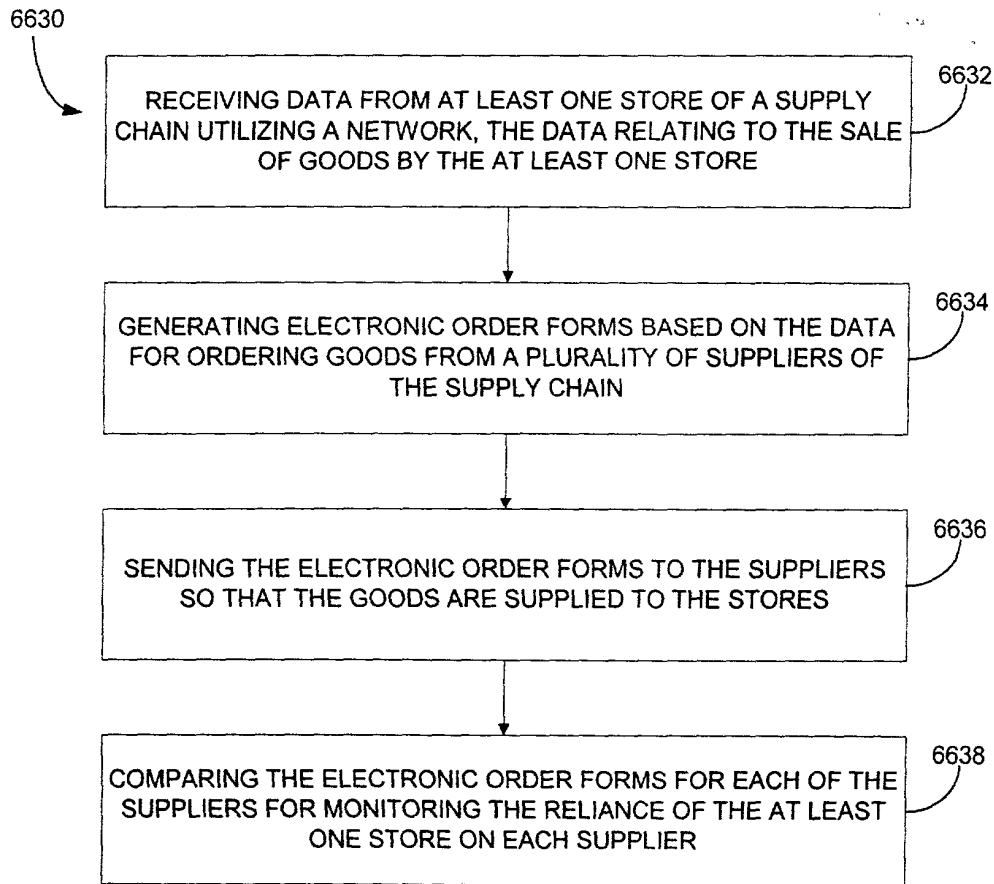 6630
6632
RECEIVING DATA FROM AT LEAST ONE STORE OF A SUPPLY
CHAIN UTILIZING A NETWORK, THE DATA RELATING TO THE SALE
OF GOODS BY THE AT LEAST ONE STORE
6634
GENERATING ELECTRONIC ORDER FORMS BASED ON THE DATA
FOR ORDERING GOODS FROM A PLURALITY OF SUPPLIERS OF
THE SUPPLY CHAIN
6636
SENDING THE ELECTRONIC ORDER FORMS TO THE SUPPLIERS
SO THAT THE GOODS ARE SUPPLIED TO THE STORES
6638
COMPARING THE ELECTRONIC ORDER FORMS FOR EACH OF THE
SUPPLIERS FOR MONITORING THE RELIANCE OF THE AT LEAST
ONE STORE ON EACH SUPPLIER